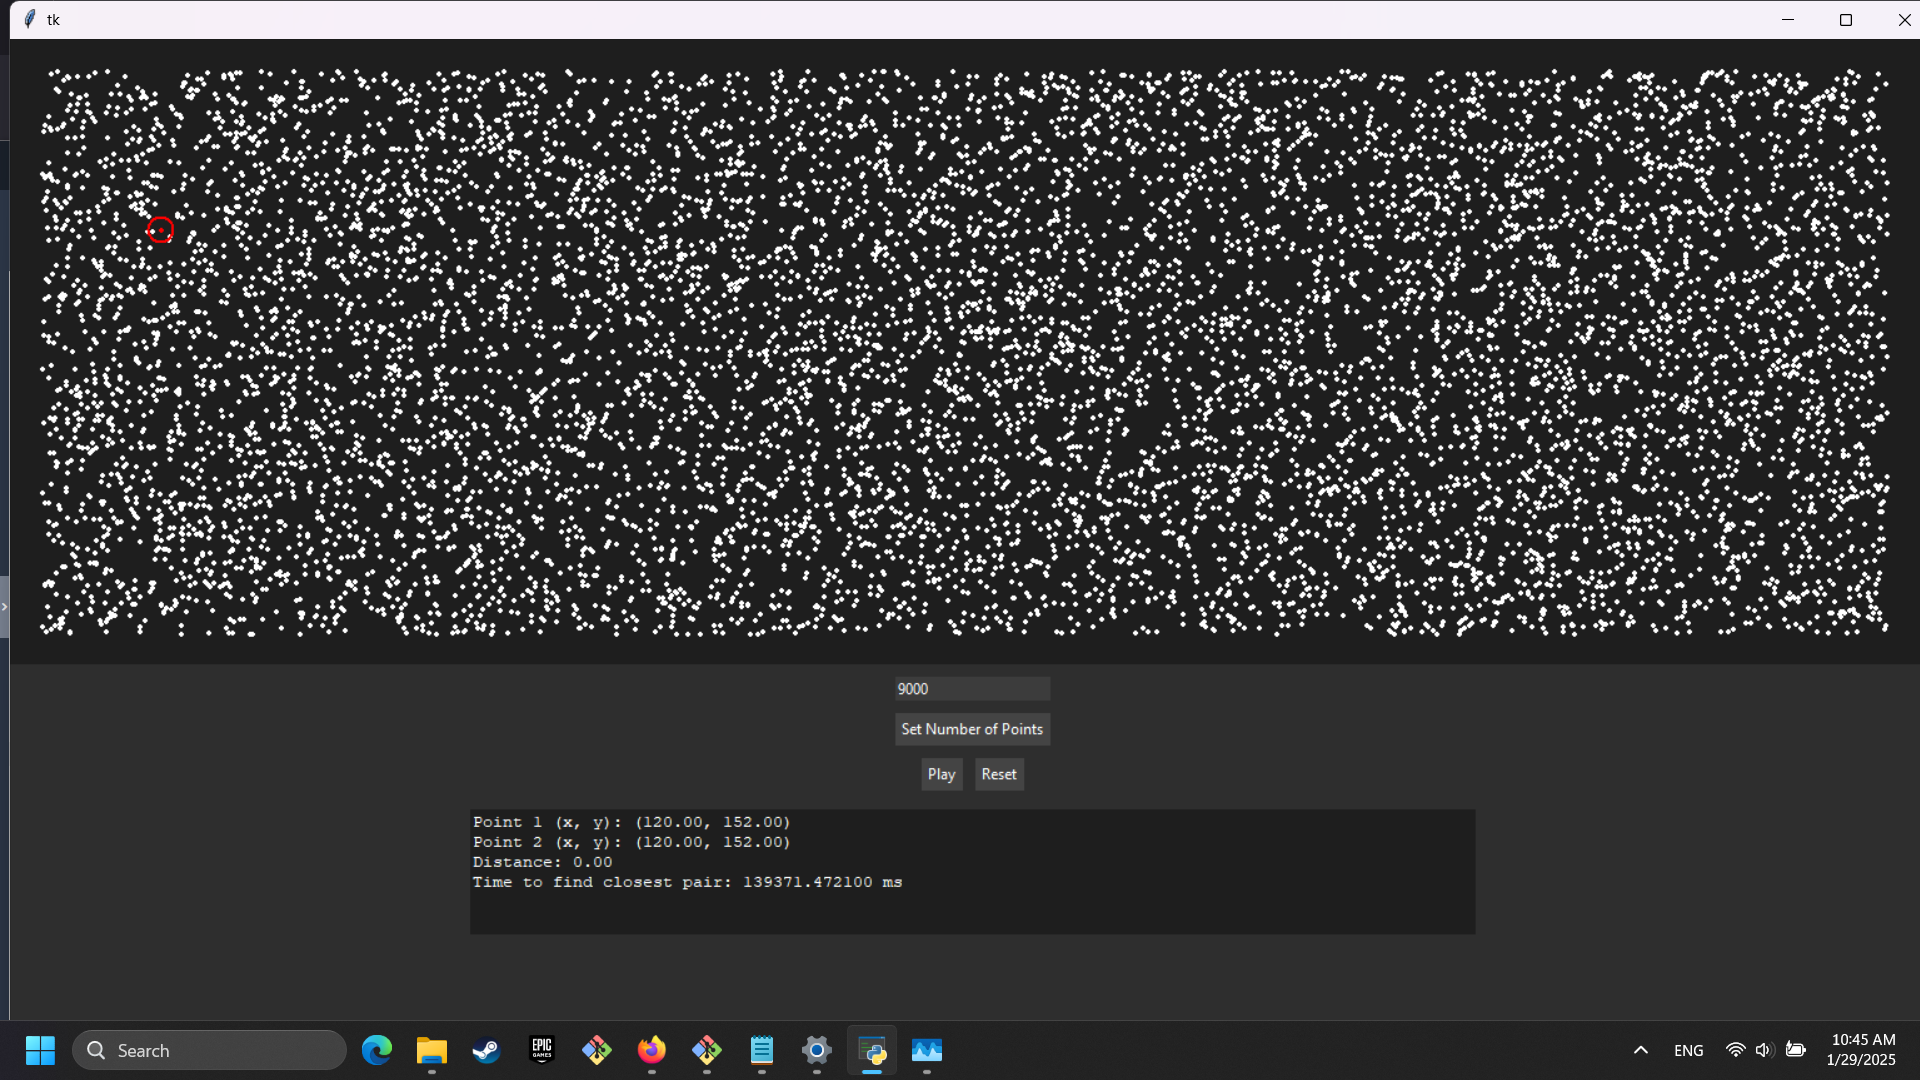 tk
9000
Set Number of Points
Play Reset
Point 1 (x, y): (120.00, 152.00)
Point 2 (x, y): (120.00, 152.00)
Distance: 0.00
Time to find closest pair: 139371.472100 ms
Search
EPIC
GAMES
ENG
10:45 AM
1/29/2025